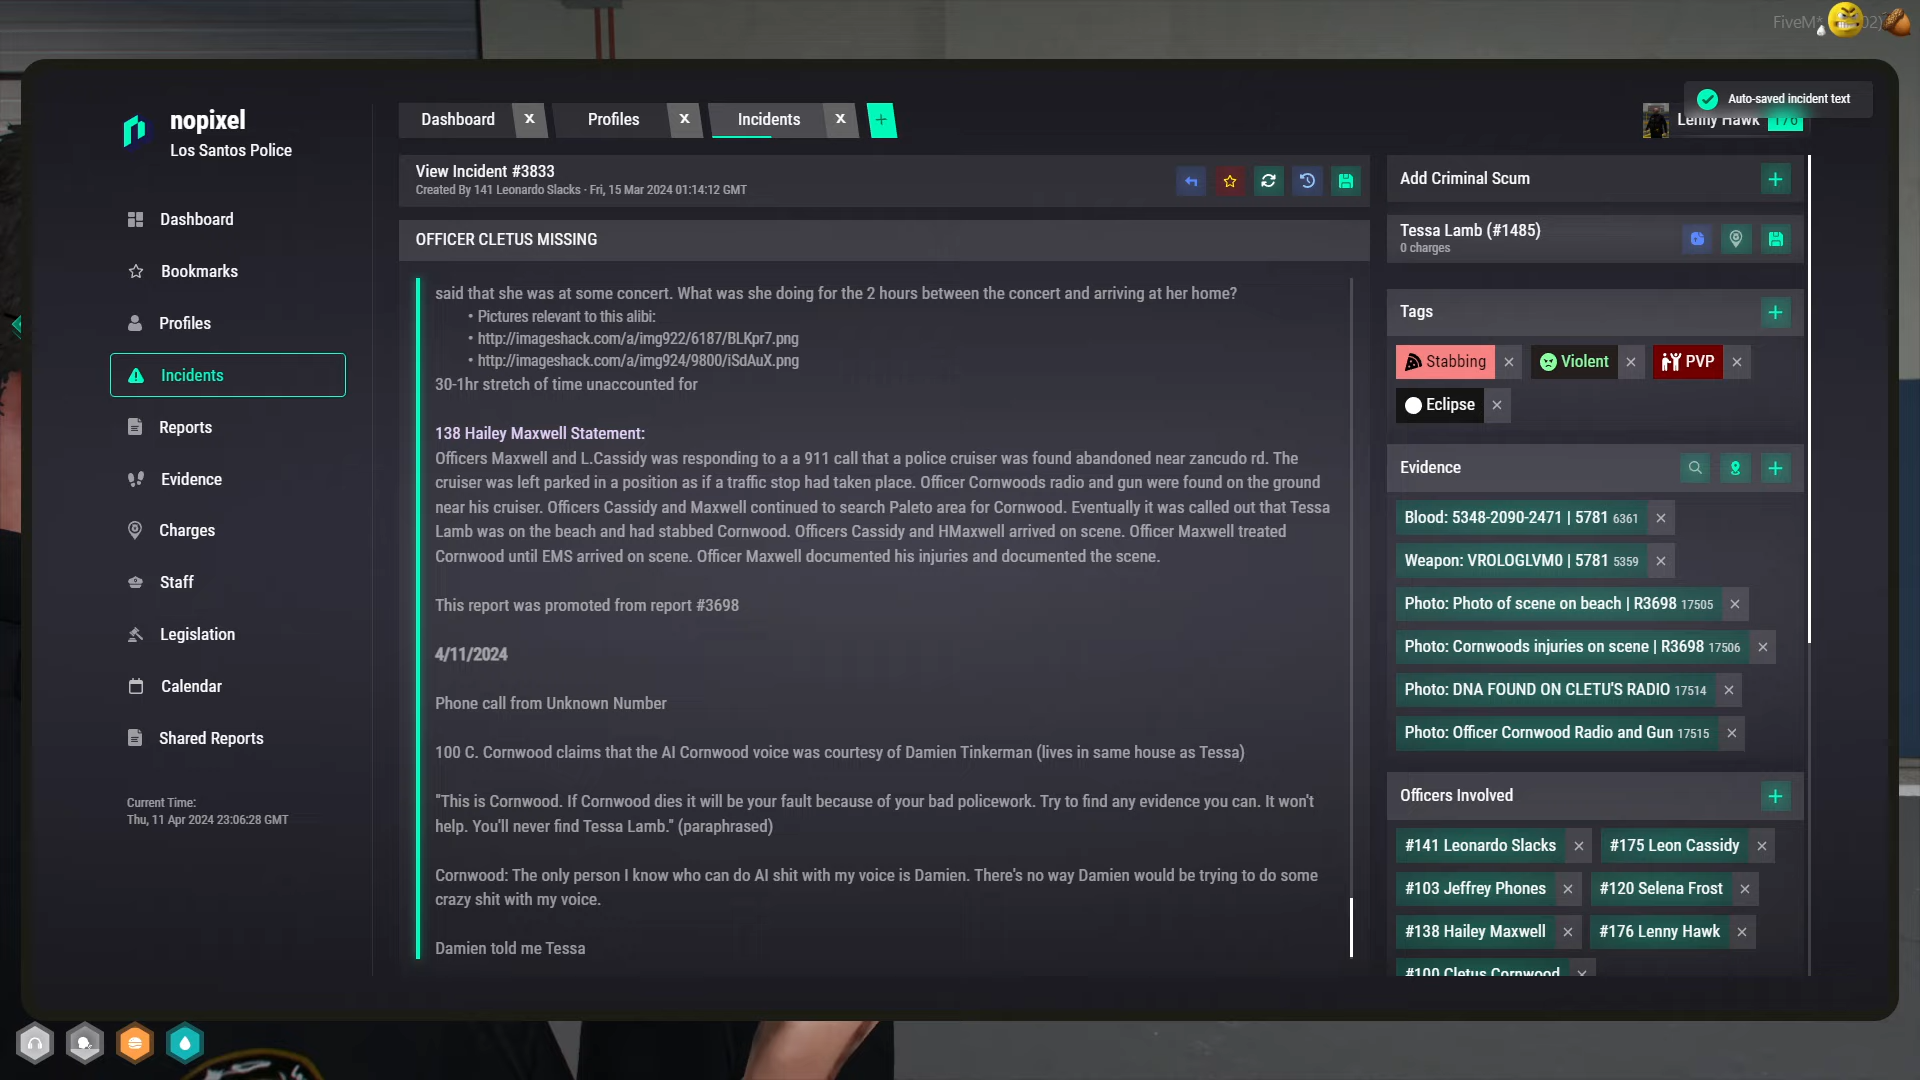 FiveM*
nopixel
Los Santos Police
Dashboard
Bookmarks
Profiles
Incidents
Reports
Evidence
Charges
Staff
Legislation
Calendar
Shared Reports
Current Time:
Thu, 11 Apr 2024 23:06:28 GMT
Dashboard x Profiles x Incidents x +
Auto-saved incident text
Lenny Hawk 176
View Incident #3833
Created By 141 Leonardo Slacks · Fri, 15 Mar 2024 01:14:12 GMT
OFFICER CLETUS MISSING
said that she was at some concert. What was she doing for the 2 hours between the concert and arriving at her home?
• Pictures relevant to this alibi:
• http://imageshack.com/a/img922/6187/BLKpr7.png
• http://imageshack.com/a/img924/9800/iSdAuX.png
30-1hr stretch of time unaccounted for
138 Hailey Maxwell Statement:
Officers Maxwell and L.Cassidy was responding to a a 911 call that a police cruiser was found abandoned near zancudo rd. The
cruiser was left parked in a position as if a traffic stop had taken place. Officer Cornwoods radio and gun were found on the ground
near his cruiser. Officers Cassidy and Maxwell continued to search Paleto area for Cornwood. Eventually it was called out that Tessa
Lamb was on the beach and had stabbed Cornwood. Officers Cassidy and HMaxwell arrived on scene. Officer Maxwell treated
Cornwood until EMS arrived on scene. Officer Maxwell documented his injuries and documented the scene.
This report was promoted from report #3698
4/11/2024
Phone call from Unknown Number
100 C. Cornwood claims that the AI Cornwood voice was courtesy of Damien Tinkerman (lives in same house as Tessa)
"This is Cornwood. If Cornwood dies it will be your fault because of your bad policework. Try to find any evidence you can. It won't
help. You'll never find Tessa Lamb." (paraphrased)
Cornwood: The only person I know who can do AI shit with my voice is Damien. There's no way Damien would be trying to do some
crazy shit with my voice.
Damien told me Tessa
Add Criminal Scum
Tessa Lamb (#1485)
0 charges
Tags
Stabbing × Violent × PVP ×
Eclipse ×
Evidence
Blood: 5348-2090-2471 | 5781 6361 ×
Weapon: VROLOGLVM0 | 5781 5359 ×
Photo: Photo of scene on beach | R3698 17505 ×
Photo: Cornwoods injuries on scene | R3698 17506 ×
Photo: DNA FOUND ON CLETU'S RADIO 17514 ×
Photo: Officer Cornwood Radio and Gun 17515 ×
Officers Involved
#141 Leonardo Slacks × #175 Leon Cassidy ×
#103 Jeffrey Phones × #120 Selena Frost ×
#138 Hailey Maxwell × #176 Lenny Hawk ×
#100 Cletus Cornwood ×